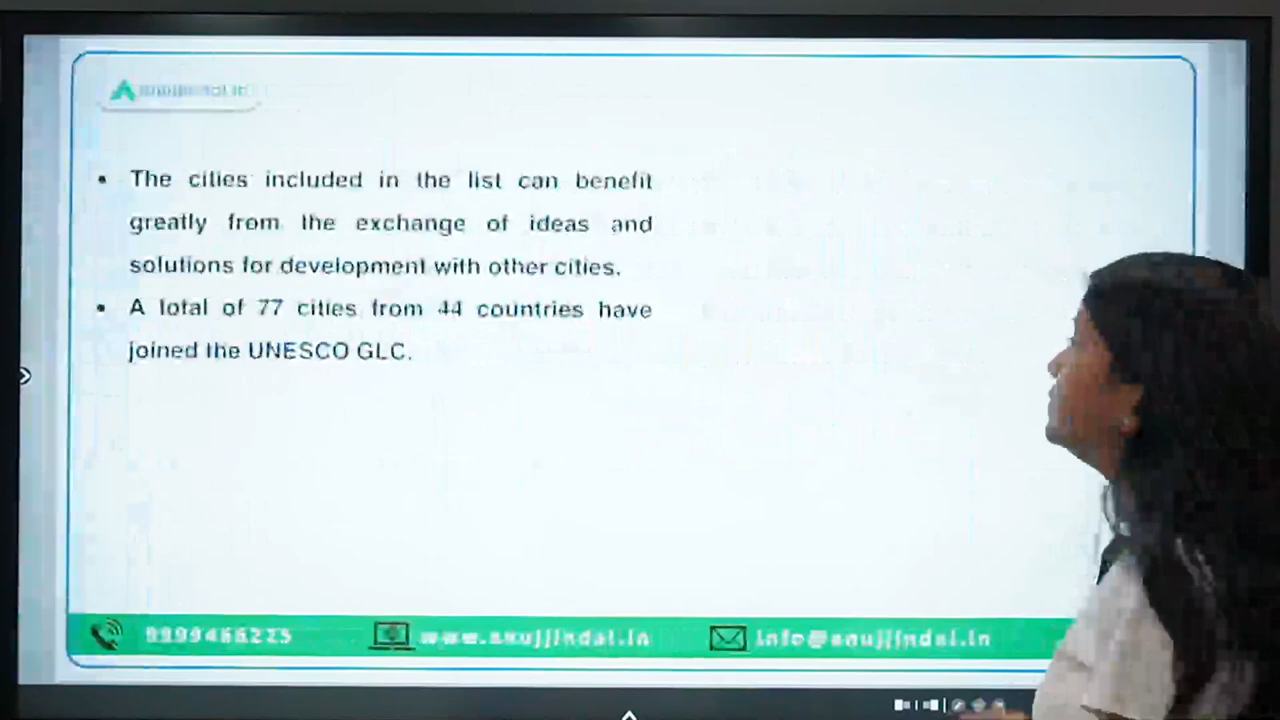 The cities included in the list can benefit
greatly from the exchange of ideas and
solutions for development with other cities.
A total of 77 cities from 44 countries have
joined the UNESCO GLC.
www.anujjindal.in
info@anujjindal.in